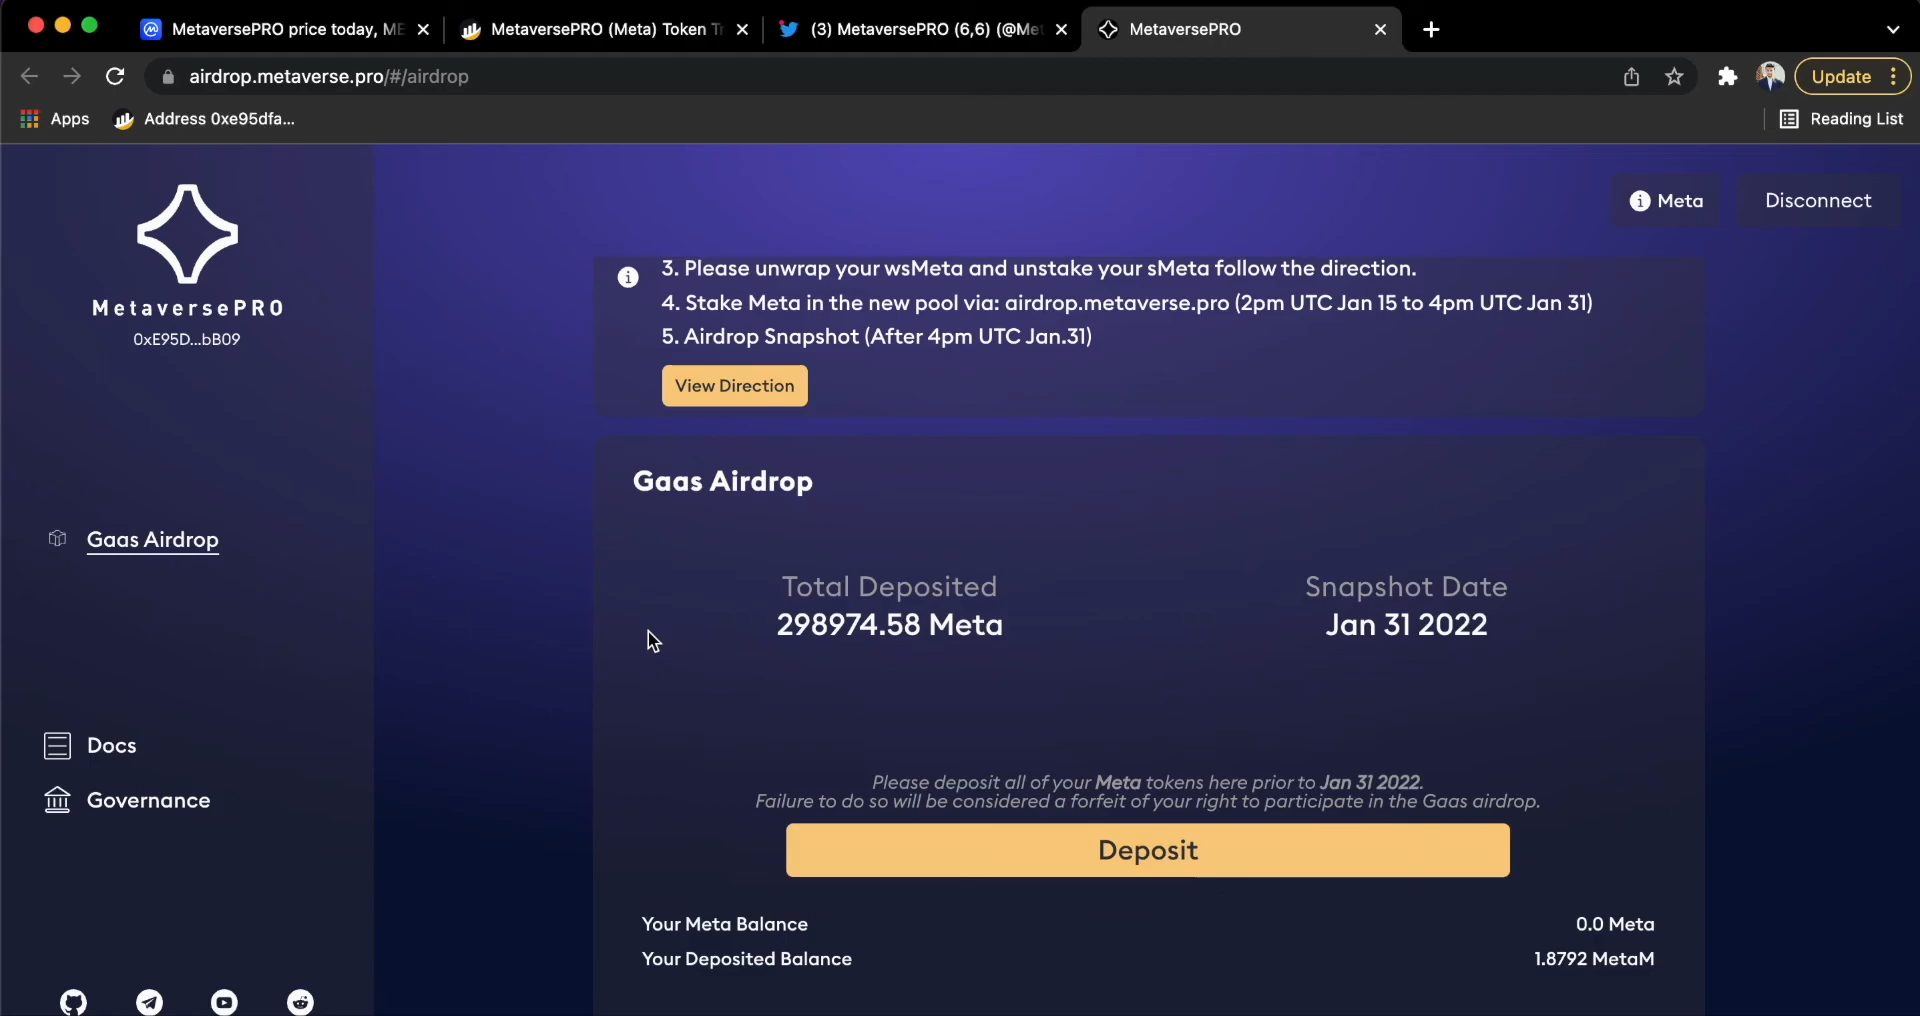 MetaversePRO price today, ME
MetaversePRO (Meta) Token Tr
(3) MetaversePRO (6,6) (@Met
MetaversePRO
airdrop.metaverse.pro/#/airdrop
Update
Apps
Address 0xe95dfa...
Reading List
MetaversePRO
0xE95D...bB09
Meta
Disconnect
3. Please unwrap your wsMeta and unstake your sMeta follow the direction.
4. Stake Meta in the new pool via: airdrop.metaverse.pro (2pm UTC Jan 15 to 4pm UTC Jan 31)
5. Airdrop Snapshot (After 4pm UTC Jan.31)
View Direction
Gaas Airdrop
Gaas Airdrop
Total Deposited
298974.58 Meta
Snapshot Date
Jan 31 2022
Docs
Governance
Please deposit all of your Meta tokens here prior to Jan 31 2022.
Failure to do so will be considered a forfeit of your right to participate in the Gaas airdrop.
Deposit
Your Meta Balance
0.0 Meta
Your Deposited Balance
1.8792 MetaM